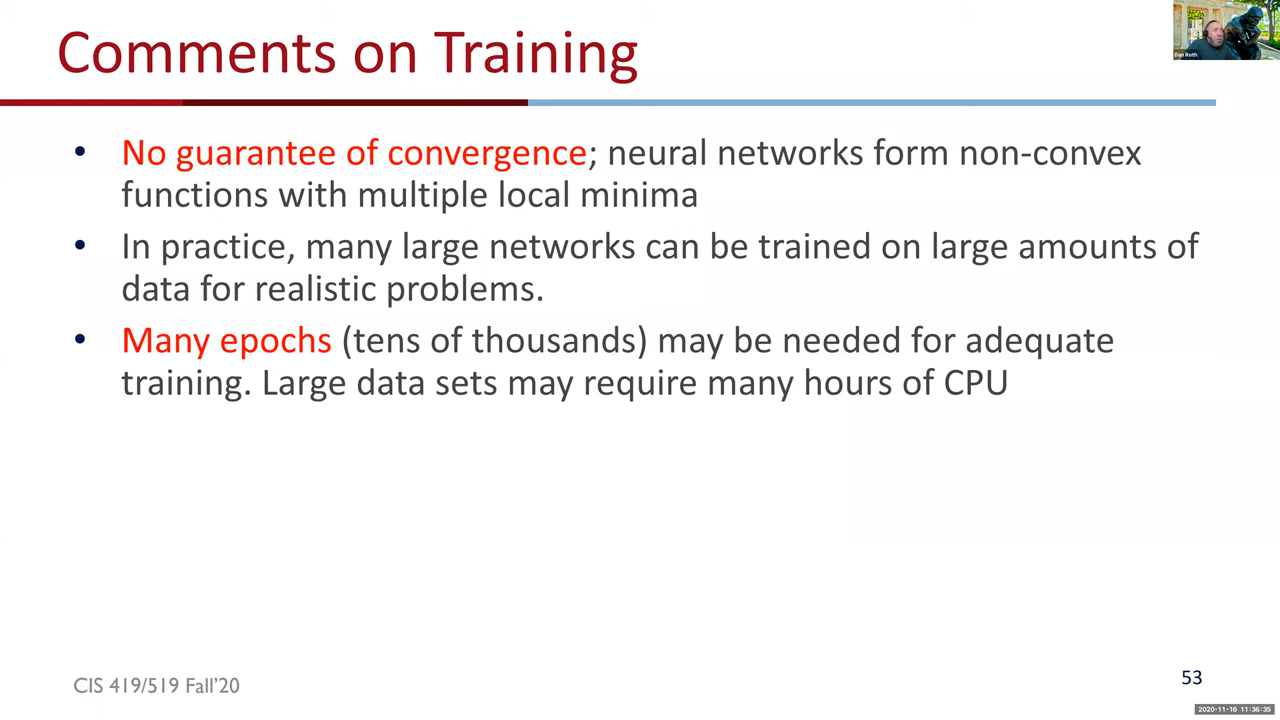 Comments on Training
Dan Roth
• No guarantee of convergence; neural networks form non-convex
functions with multiple local minima
• In practice, many large networks can be trained on large amounts of
data for realistic problems.
• Many epochs (tens of thousands) may be needed for adequate
training. Large data sets may require many hours of CPU
CIS 419/519 Fall’20
53
2020-11-16 11:36:35